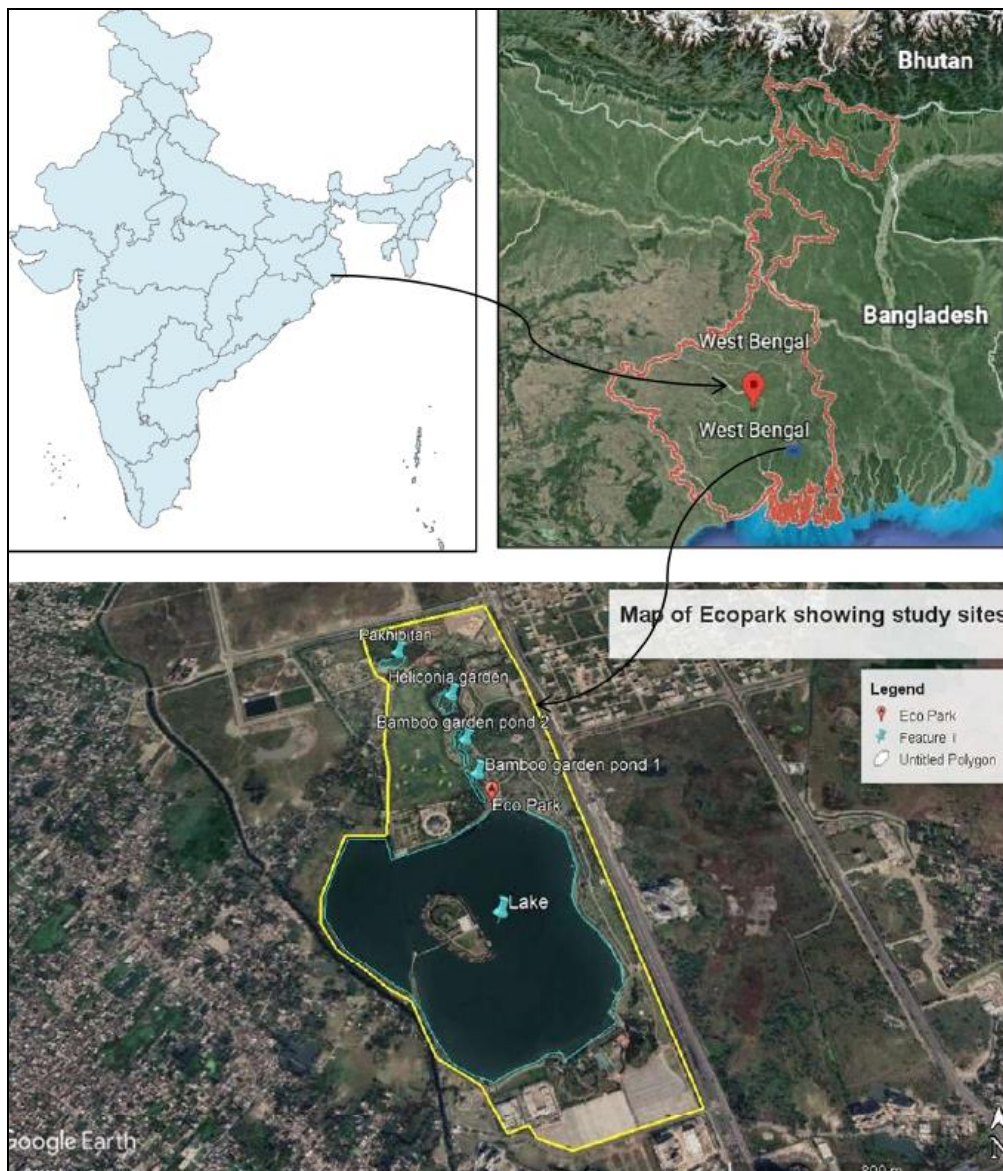 Bhutan
Bangladesh
West Bengal
West Bengal
Map of Ecopark showing study sites
Pakhibitan
Heliconia garden
Bamboo garden pond 2
Bamboo garden pond 1
Eco Park
Lake
Legend
Eco Park
Feature 1
Untitled Polygon
Google Earth
N
800 m